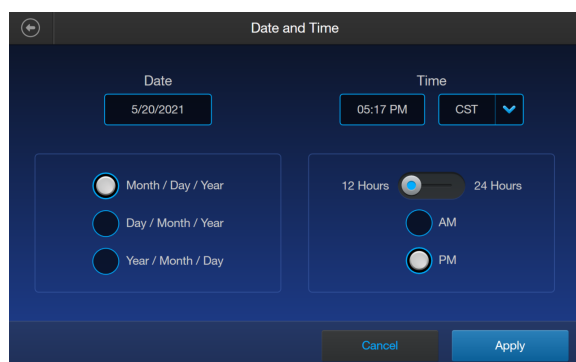 Date and Time
Date
Time
5/20/2021
05:17 PM
CST
Month / Day / Year
Day / Month / Year
Year / Month / Day
12 Hours
24 Hours
AM
PM
Cancel
Apply